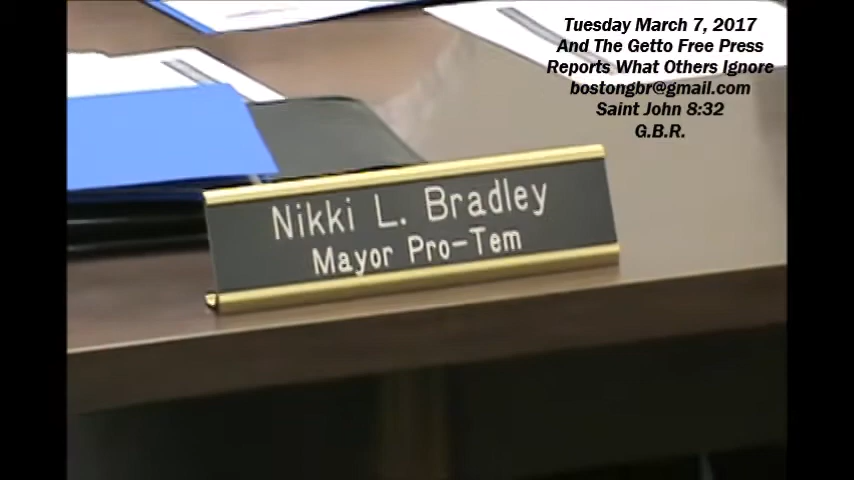 Tuesday March 7, 2017
And The Getto Free Press
Reports What Others Ignore
bostongbr@gmail.com
Saint John 8:32
G.B.R.
Nikki L. Bradley
Mayor Pro-Tem